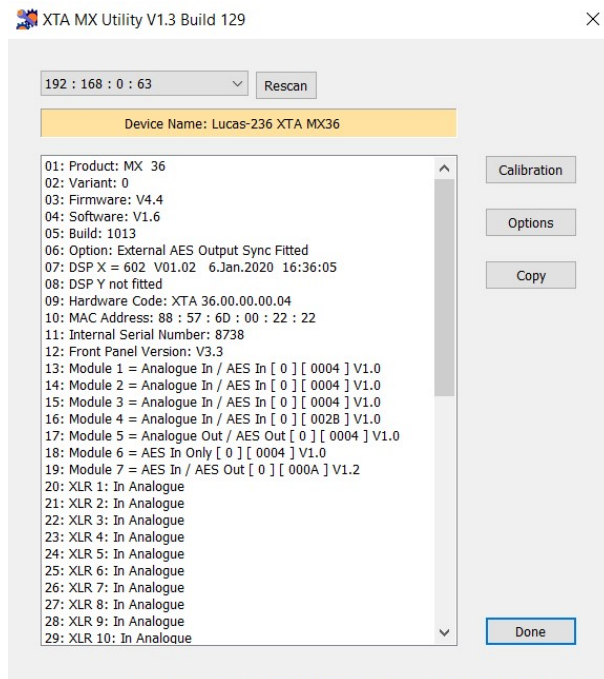 XTA MX Utility V1.3 Build 129
192 : 168 : 0 : 63
Rescan
Device Name: Lucas-236 XTA MX36
01: Product: MX  36
02: Variant: 0
03: Firmware: V4.4
04: Software: V1.6
05: Build: 1013
06: Option: External AES Output Sync Fitted
07: DSP X = 602  V01.02   6.Jan.2020  16:36:05
08: DSP Y not fitted
09: Hardware Code: XTA 36.00.00.00.04
10: MAC Address: 88 : 57 : 6D : 00 : 22 : 22
11: Internal Serial Number: 8738
12: Front Panel Version: V3.3
13: Module 1 = Analogue In / AES In [ 0 ] [ 0004 ] V1.0
14: Module 2 = Analogue In / AES In [ 0 ] [ 0004 ] V1.0
15: Module 3 = Analogue In / AES In [ 0 ] [ 0004 ] V1.0
16: Module 4 = Analogue In / AES In [ 0 ] [ 002B ] V1.0
17: Module 5 = Analogue Out / AES Out [ 0 ] [ 0004 ] V1.0
18: Module 6 = AES In Only [ 0 ] [ 0004 ] V1.0
19: Module 7 = AES In / AES Out [ 0 ] [ 000A ] V1.2
20: XLR 1: In Analogue
21: XLR 2: In Analogue
22: XLR 3: In Analogue
23: XLR 4: In Analogue
24: XLR 5: In Analogue
25: XLR 6: In Analogue
26: XLR 7: In Analogue
27: XLR 8: In Analogue
28: XLR 9: In Analogue
29: XLR 10: In Analogue
Calibration
Options
Copy
Done